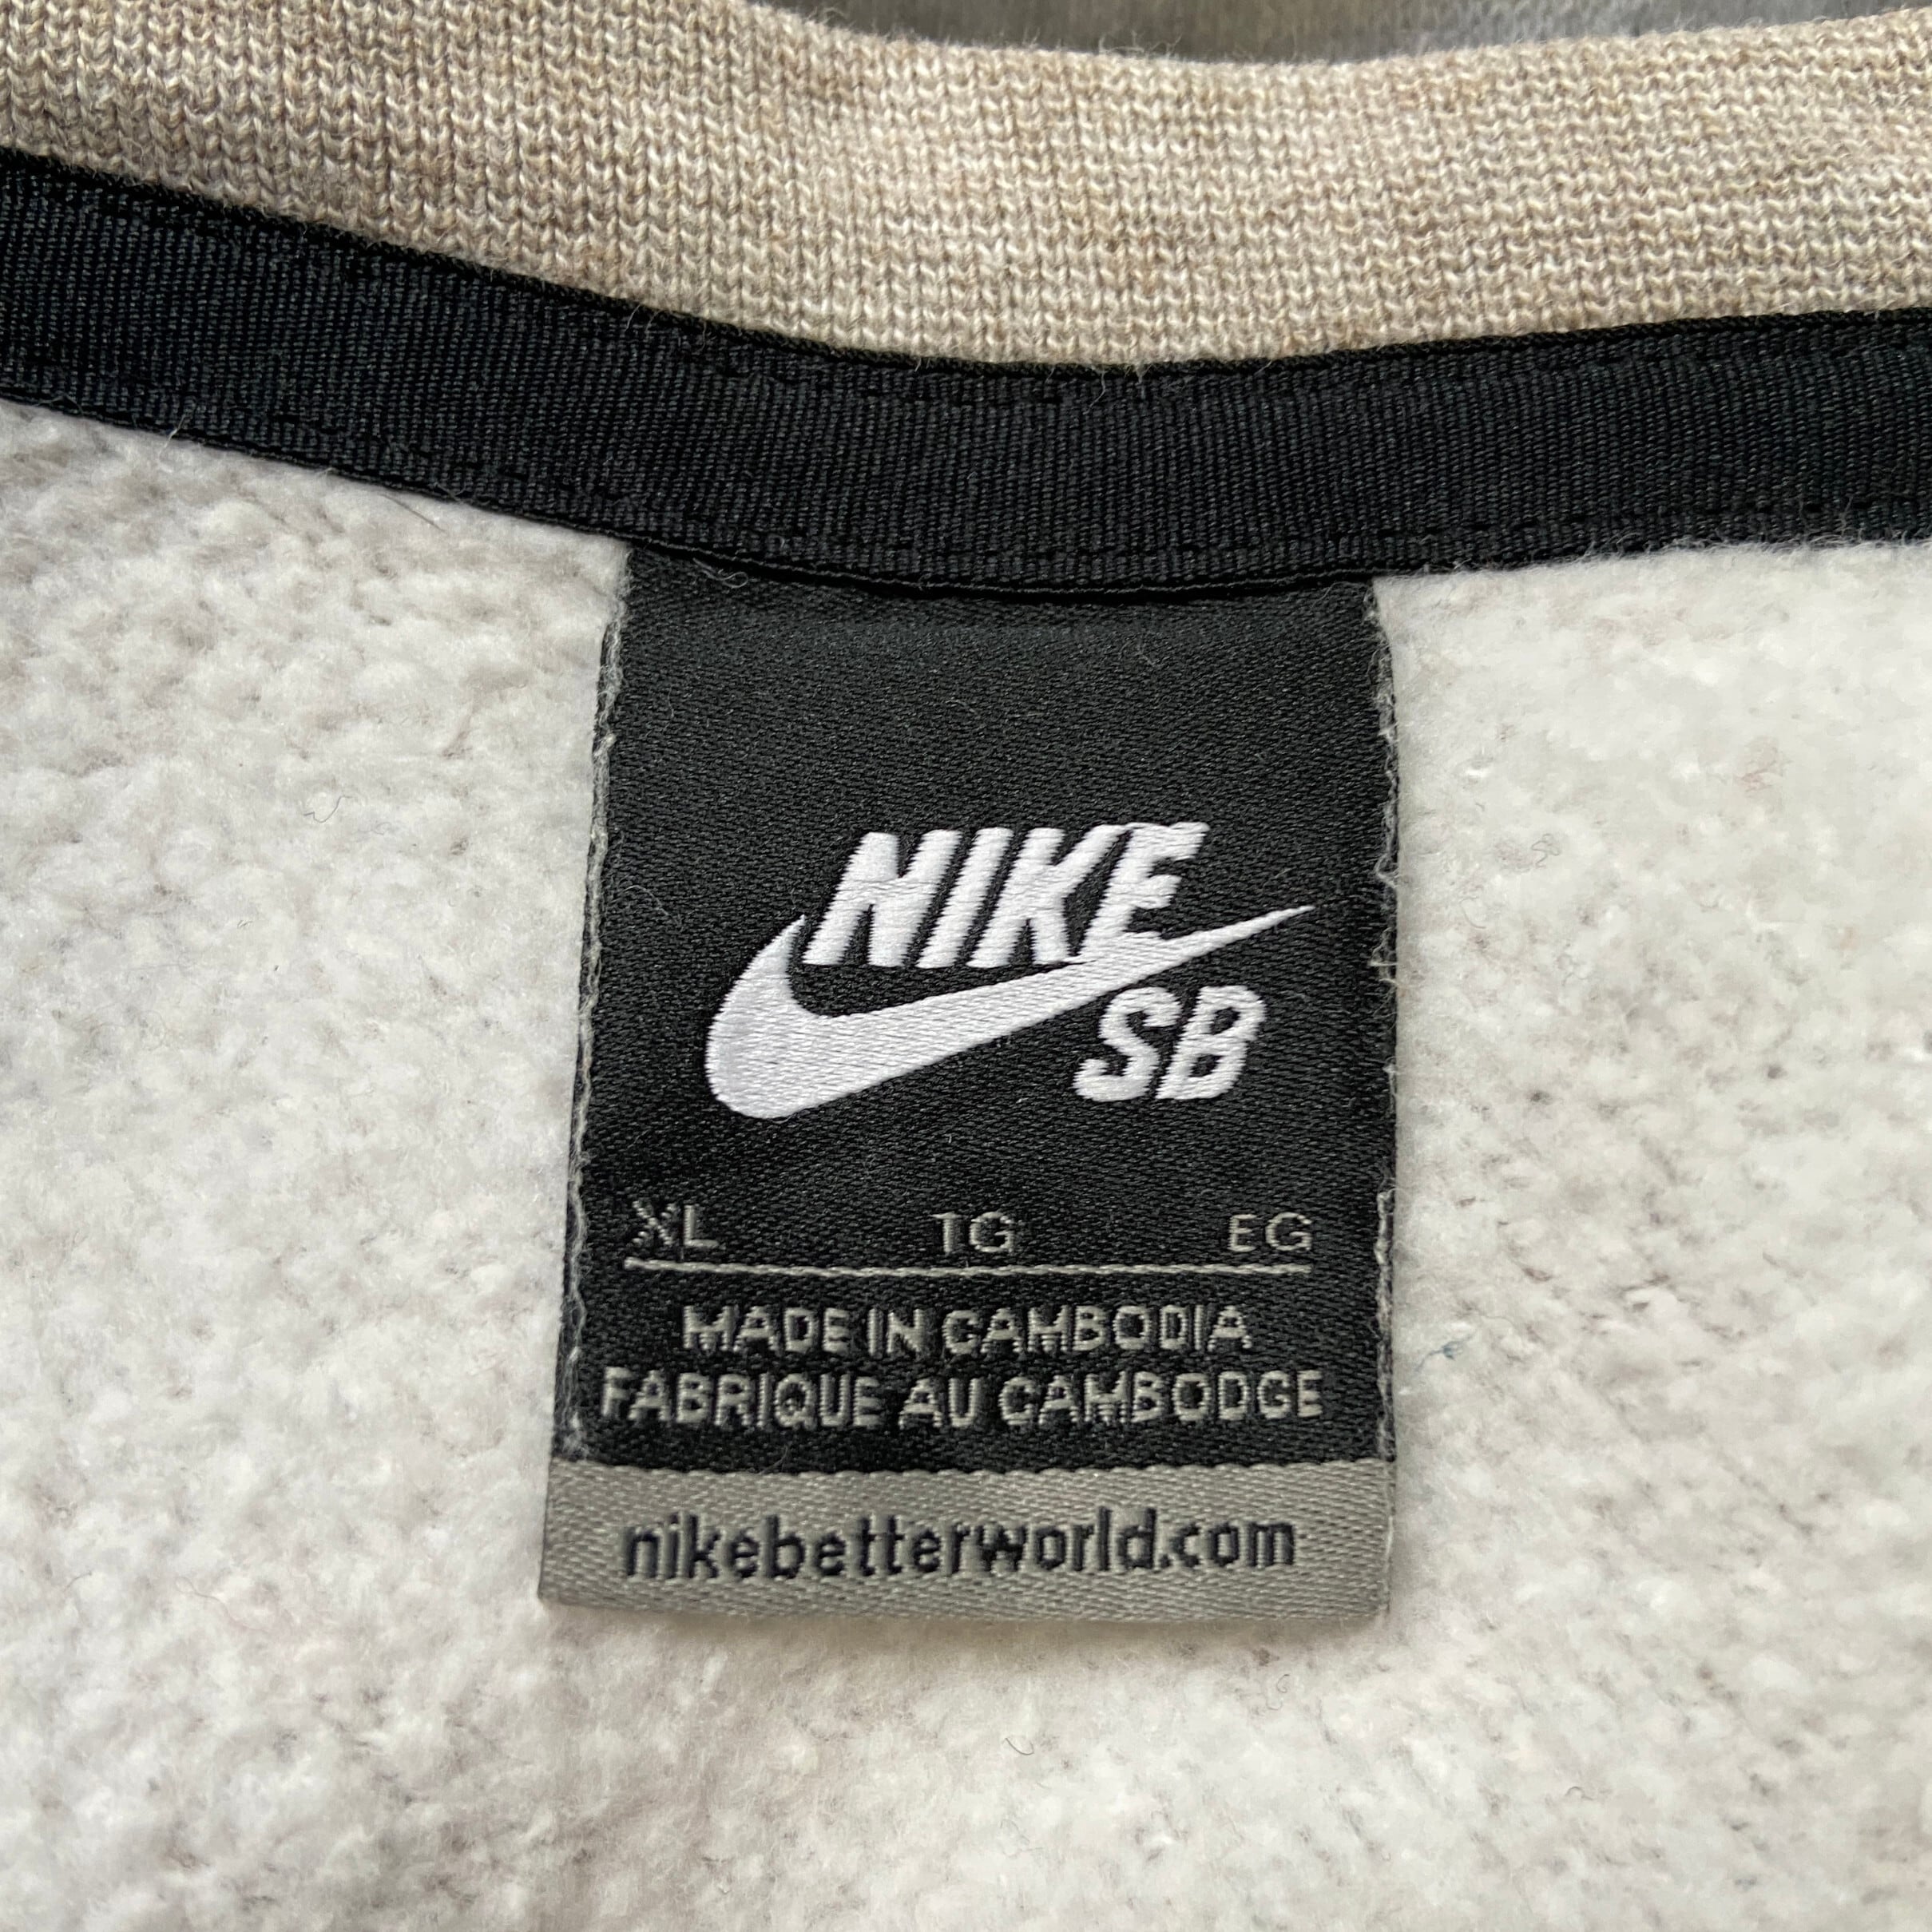 NIKE
SB
XL TG EG
MADE IN CAMBODIA
FABRIQUE AU CAMBODGE
nikebetterworld.com